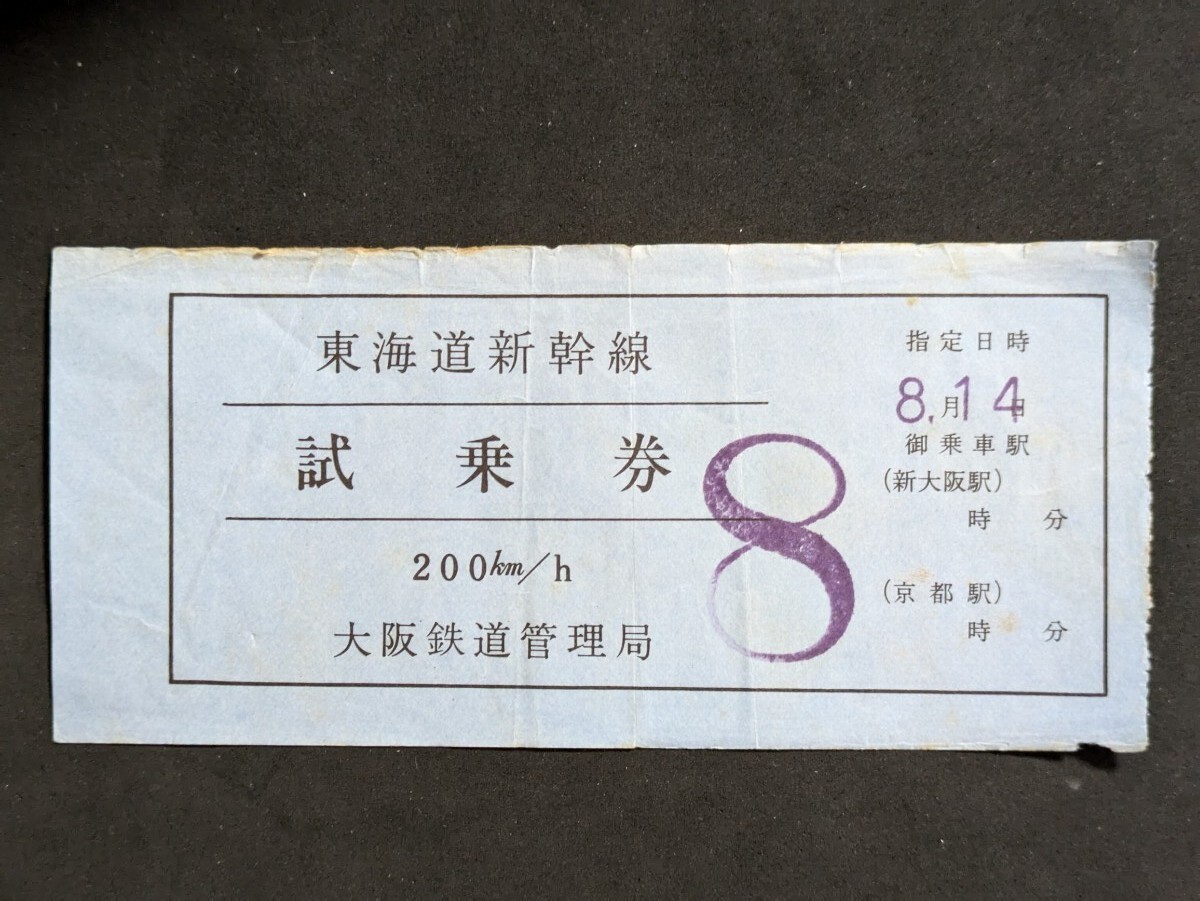 東海道新幹線
試乗券
200km/h
大阪鉄道管理局
8
指定日時
8.月14日
御乗車駅
(新大阪駅)
時 分
(京都駅)
時 分